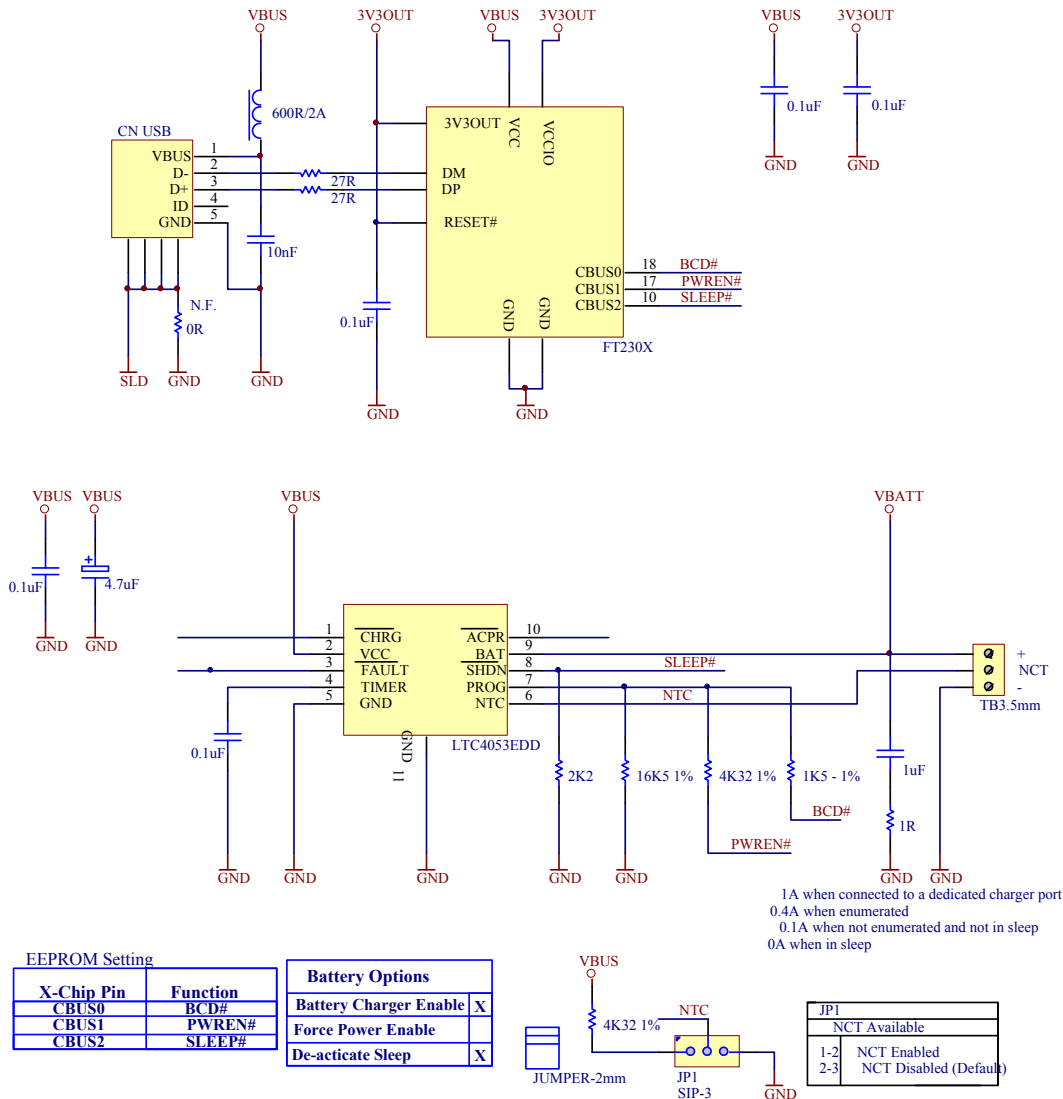 VBUS
3V3OUT
VBUS
3V3OUT
VBUS
3V3OUT
600R/2A
0.1uF
0.1uF
GND
GND
CN USB
VBUS 1
D- 2
D+ 3
ID 4
GND 5
27R
27R
10nF
N.F.
0R
SLD
GND
GND
0.1uF
GND
3V3OUT
VCC
VCCIO
DM
DP
RESET#
CBUS0 18 BCD#
CBUS1 17 PWREN#
CBUS2 10 SLEEP#
GND
GND
FT230X
GND
VBUS
VBUS
VBUS
VBATT
0.1uF
4.7uF
GND
GND
1 CHRG
2 VCC
3 FAULT
4 TIMER
5 GND
ACPR 10
BAT 9
SHDN 8
PROG 7
NTC 6
GND
11
LTC4053EDD
SLEEP#
NTC
+
NCT
-
TB3.5mm
0.1uF
2K2
16K5 1%
4K32 1%
1K5 - 1%
1uF
BCD#
1R
PWREN#
GND
GND
GND
GND
GND
GND
GND
1A when connected to a dedicated charger port
0.4A when enumerated
0.1A when not enumerated and not in sleep
0A when in sleep
EEPROM Setting
X-Chip Pin Function
CBUS0 BCD#
CBUS1 PWREN#
CBUS2 SLEEP#
Battery Options
Battery Charger Enable X
Force Power Enable
De-acticate Sleep X
VBUS
4K32 1%
NTC
JUMPER-2mm
JP1
SIP-3
GND
JP1
NCT Available
1-2 NCT Enabled
2-3 NCT Disabled (Default)